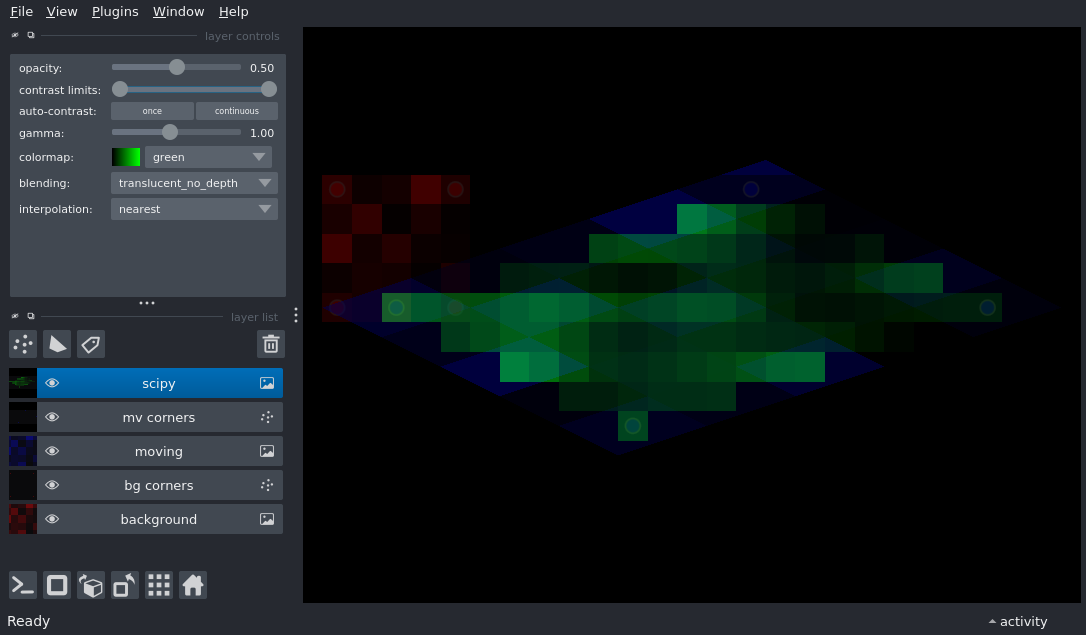 File View Plugins Window Help
layer controls
opacity: 0.50
contrast limits:
auto-contrast: once continuous
gamma: 1.00
colormap: green
blending: translucent_no_depth
interpolation: nearest
layer list
scipy
mv corners
moving
bg corners
background
Ready
activity